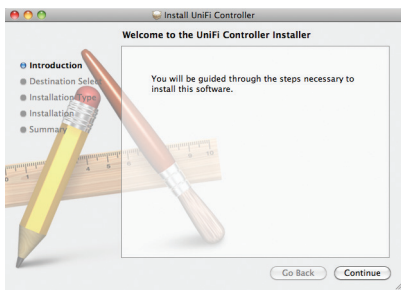 Install UniFi Controller
Welcome to the UniFi Controller Installer
Introduction
Destination Select
Installation Type
Installation
Summary
You will be guided through the steps necessary to
install this software.
Go Back
Continue